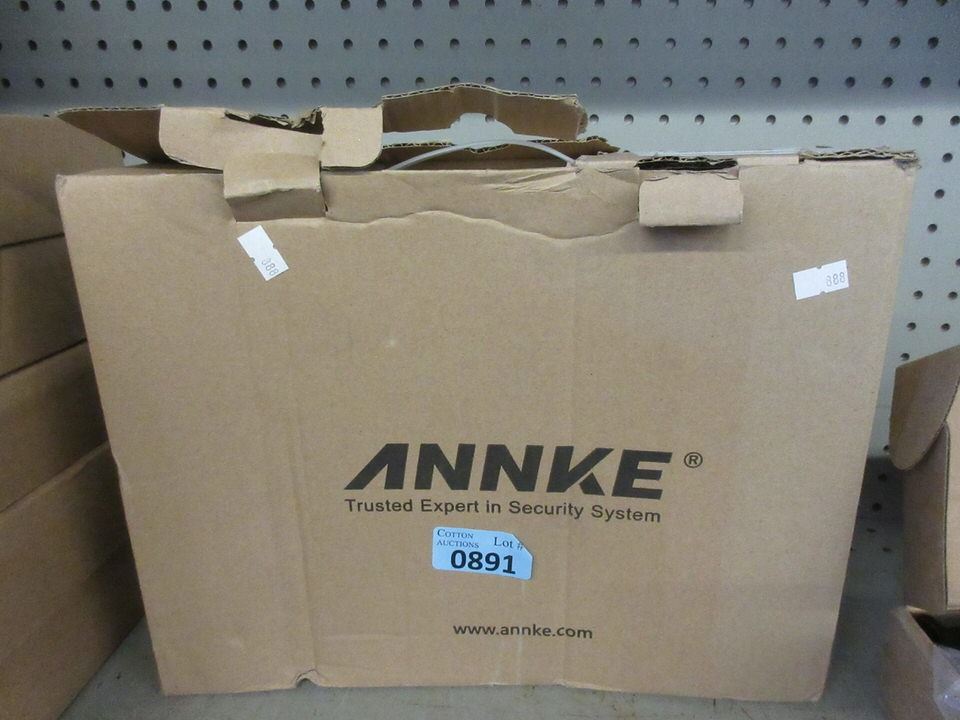 888
888
ANNKE®
Trusted Expert in Security System
COTTON
AUCTIONS Lot #
0891
www.annke.com